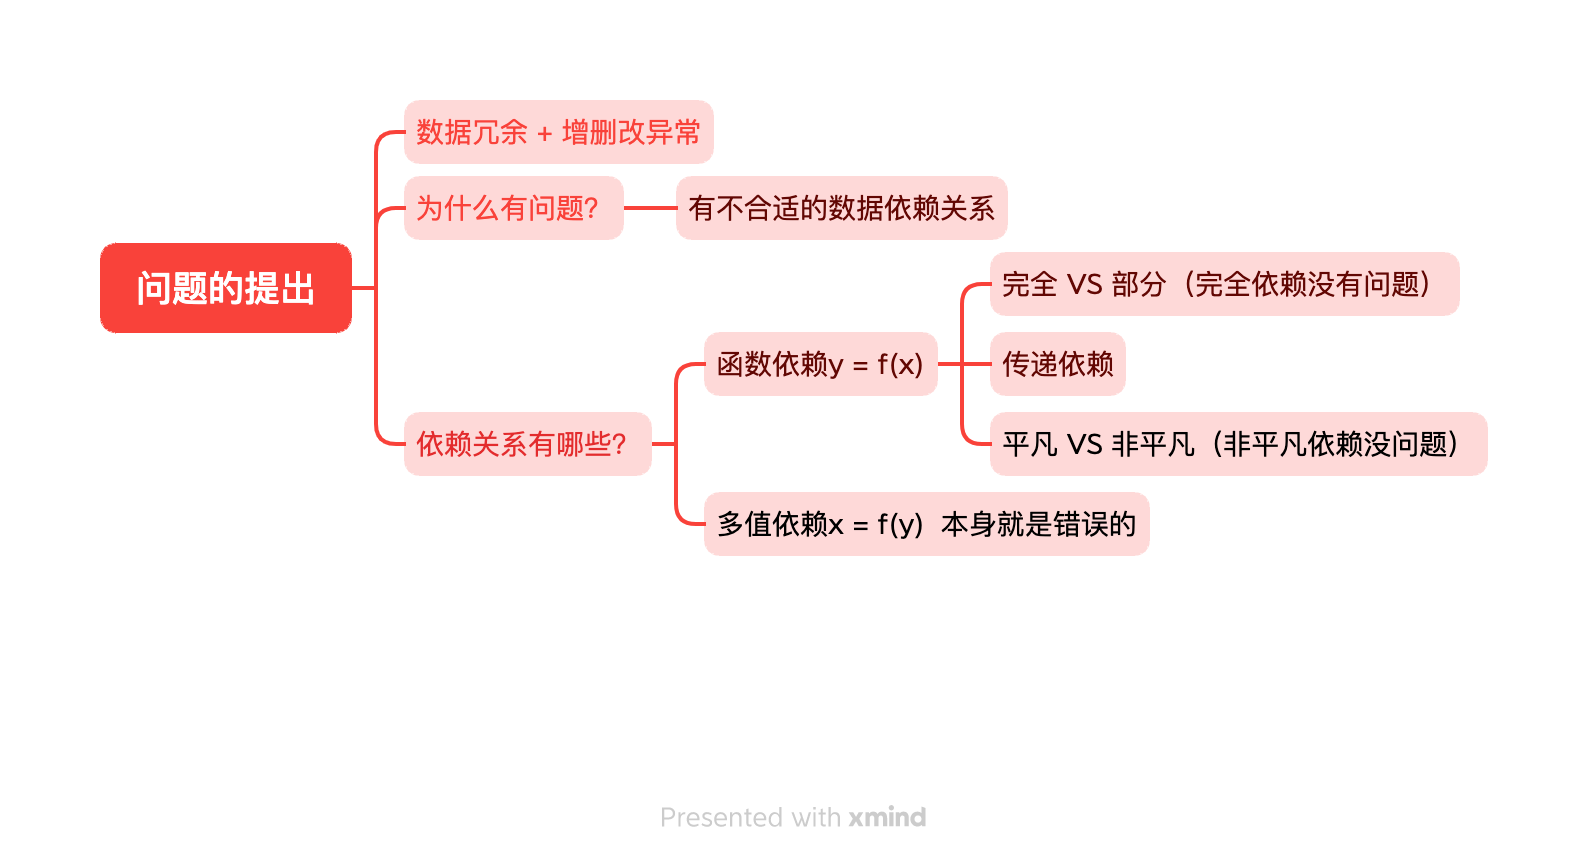 数据冗余 + 增删改异常
为什么有问题？
有不合适的数据依赖关系
问题的提出
完全 VS 部分（完全依赖没有问题）
函数依赖y = f(x)
传递依赖
依赖关系有哪些？
平凡 VS 非平凡（非平凡依赖没问题）
多值依赖x = f(y)  本身就是错误的
Presented with xmind